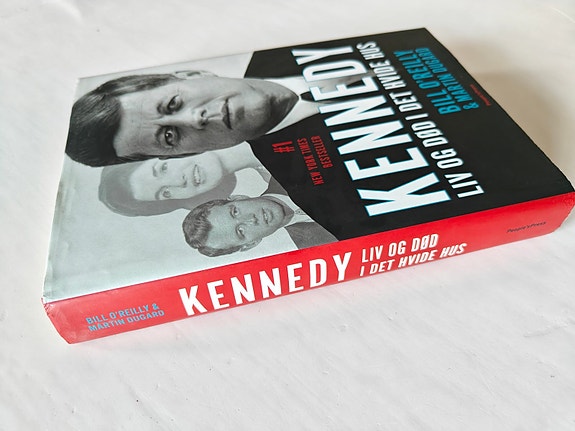 KENNEDY
LIV OG DØD I DET HVIDE HUS
BILL O'REILLY
& MARTIN DUGARD
#1
NEW YORK TIMES
BESTSELLER
BILL O'REILLY &
MARTIN DUGARD
KENNEDY
LIV OG DØD
I DET HVIDE HUS
People'sPress